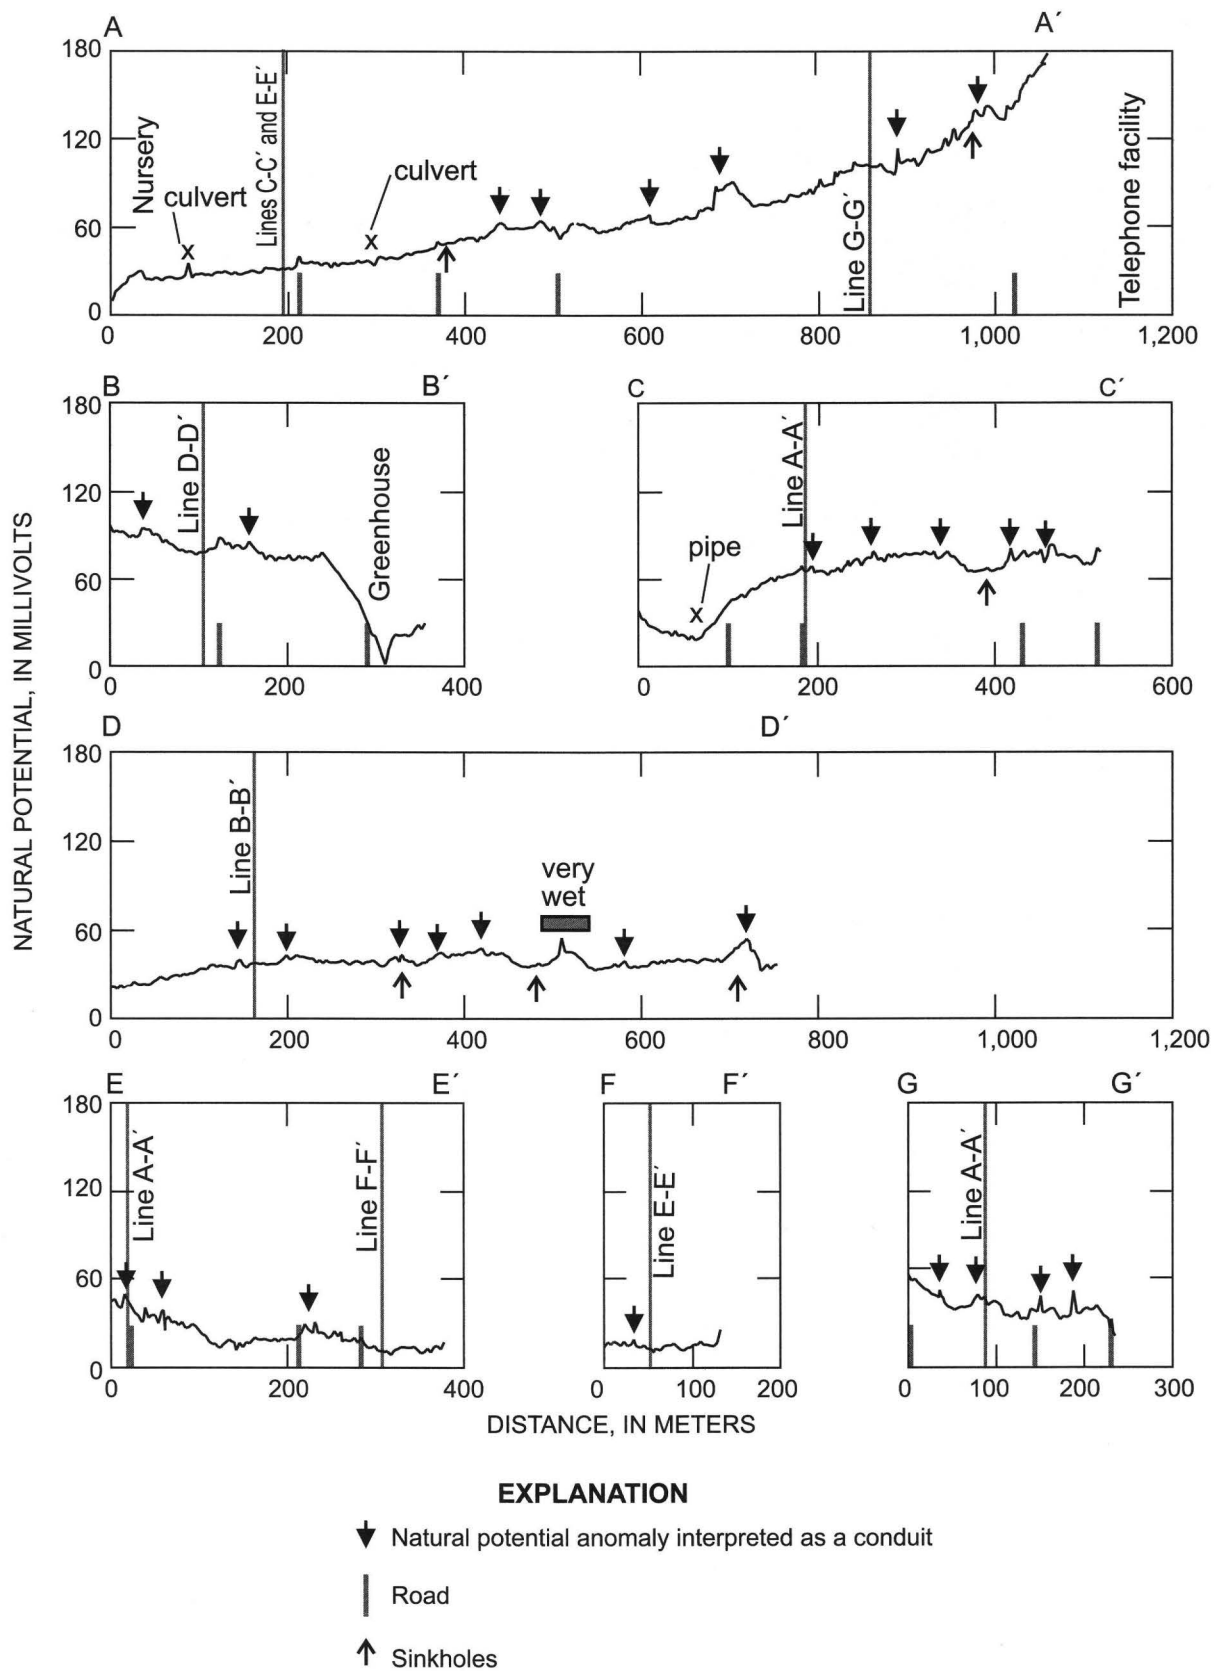 A A´
180
120
60
0
Nursery
culvert
Lines C-C´ and E-E´
culvert
Line G-G´
Telephone facility
0 200 400 600 800 1,000 1,200
B B´
180
120
60
0
Line D-D´
Greenhouse
0 200 400
C C´
pipe
Line A-A´
0 200 400 600
NATURAL POTENTIAL, IN MILLIVOLTS
D D´
180
120
60
0
Line B-B´
very
wet
0 200 400 600 800 1,000 1,200
E E´
180
120
60
0
Line A-A´
Line F-F´
0 200 400
F F´
Line E-E´
0 100 200
G G´
Line A-A´
0 100 200 300
DISTANCE, IN METERS
EXPLANATION
Natural potential anomaly interpreted as a conduit
Road
Sinkholes
x
x
x